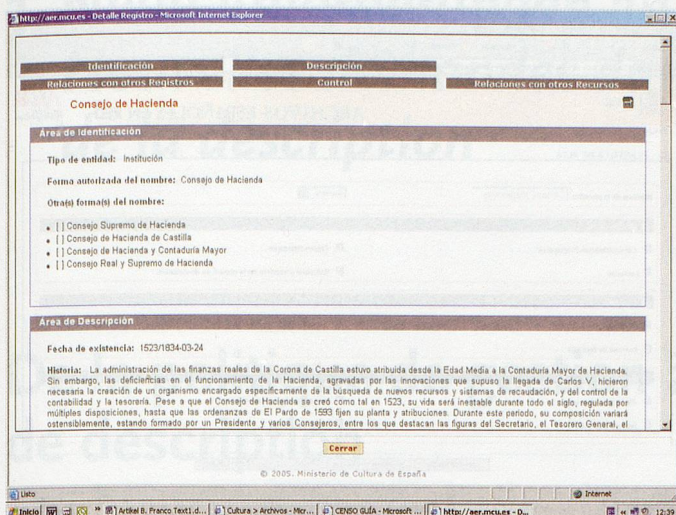 http://aer.mcu.es - Detalle Registro - Microsoft Internet Explorer
Identificación Descripción
Relaciones con otros Registros Control Relaciones con otros Recursos
Consejo de Hacienda
Área de Identificación
Tipo de entidad: Institución
Forma autorizada del nombre: Consejo de Hacienda
Otra(s) forma(s) del nombre:
[ ] Consejo Supremo de Hacienda
[ ] Consejo de Hacienda de Castilla
[ ] Consejo de Hacienda y Contaduría Mayor
[ ] Consejo Real y Supremo de Hacienda
Área de Descripción
Fecha de existencia: 1523/1834-03-24
Historia: La administración de las finanzas reales de la Corona de Castilla estuvo atribuida desde la Edad Media a la Contaduría Mayor de Hacienda.
Sin embargo, las deficiencias en el funcionamiento de la Hacienda, agravadas por las innovaciones que supuso la llegada de Carlos V, hicieron
necesaria la creación de un organismo encargado específicamente de la búsqueda de nuevos recursos y sistemas de recaudación, y del control de la
contabilidad y la tesorería. Pese a que el Consejo de Hacienda se creó como tal en 1523, su vida será inestable durante todo el siglo, regulada por
múltiples disposiciones, hasta que las ordenanzas de El Pardo de 1593 fijen su planta y atribuciones. Durante este periodo, su composición variará
ostensiblemente, estando formado por un Presidente y varios Consejeros, entre los que destacan las figuras del Secretario, el Tesorero General, el
Cerrar
© 2005. Ministerio de Cultura de España
Listo Internet
Inicio Artikel B. Franco Text1.d... Cultura > Archivos - Micr... CENSO GUÍA - Microsoft ... http://aer.mcu.es - D... 12:39